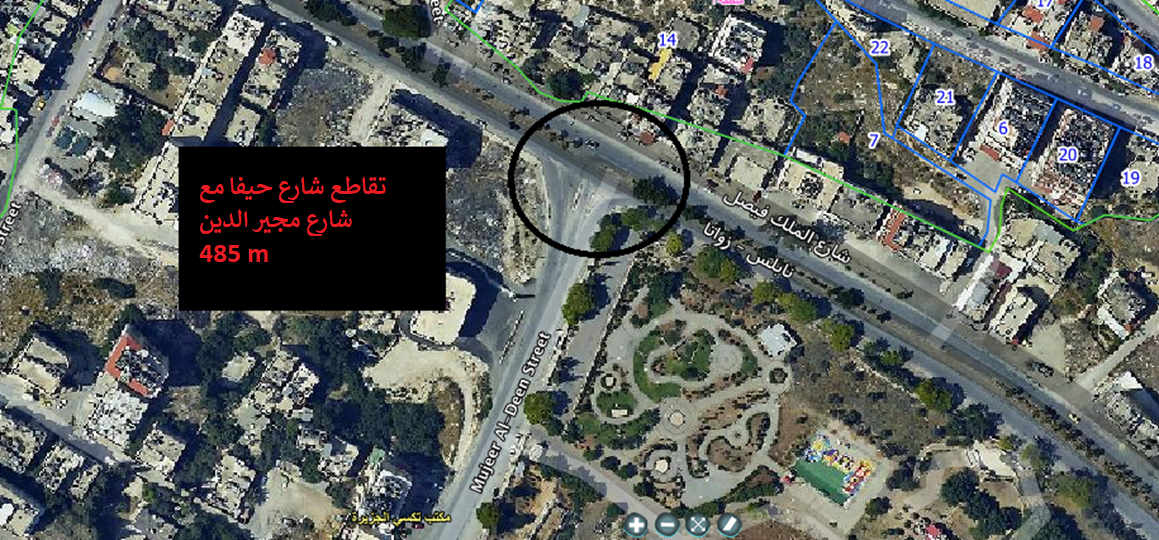 17
14
22
18
21
6
7
20
19
تقاطع شارع حيفا مع
شارع مجير الدين
485 m
شارع الملك فيصل
نابلس - زواتا
Street
Mujeer Al-Deen Street
مكتب تكسي الجزيرة